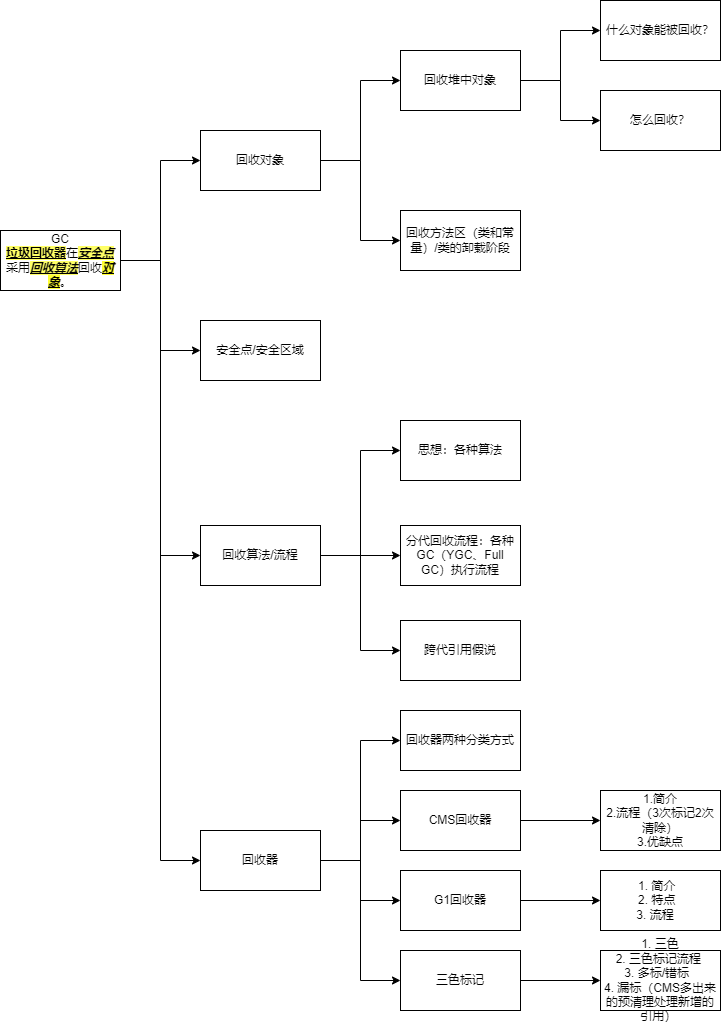 GC
垃圾回收器在安全点
采用回收算法回收对
象。
回收对象
回收堆中对象
什么对象能被回收？
怎么回收？
回收方法区（类和常
量）/类的卸载阶段
安全点/安全区域
回收算法/流程
思想：各种算法
分代回收流程：各种
GC（YGC、Full
GC）执行流程
跨代引用假说
回收器
回收器两种分类方式
CMS回收器
1.简介
2.流程（3次标记2次
清除）
3.优缺点
G1回收器
1. 简介
2. 特点
3. 流程
三色标记
1. 三色
2. 三色标记流程
3. 多标/错标
4. 漏标（CMS多出来
的预清理处理新增的
引用）